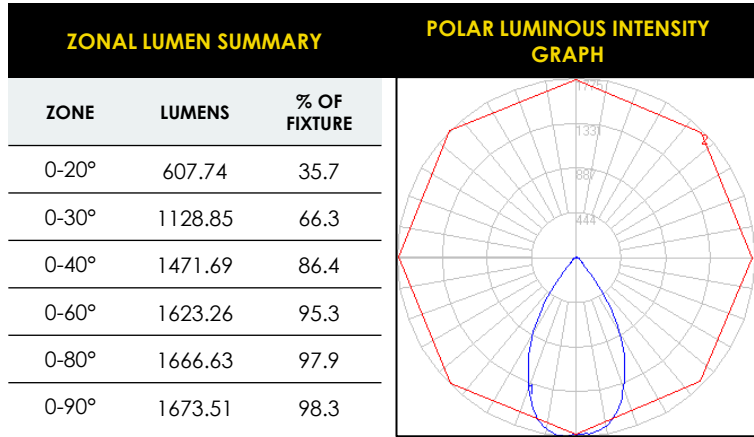 ZONAL LUMEN SUMMARY
POLAR LUMINOUS INTENSITY
GRAPH
ZONE LUMENS % OF
FIXTURE
0-20° 607.74 35.7
0-30° 1128.85 66.3
0-40° 1471.69 86.4
0-60° 1623.26 95.3
0-80° 1666.63 97.9
0-90° 1673.51 98.3
1331
2
887
444
1